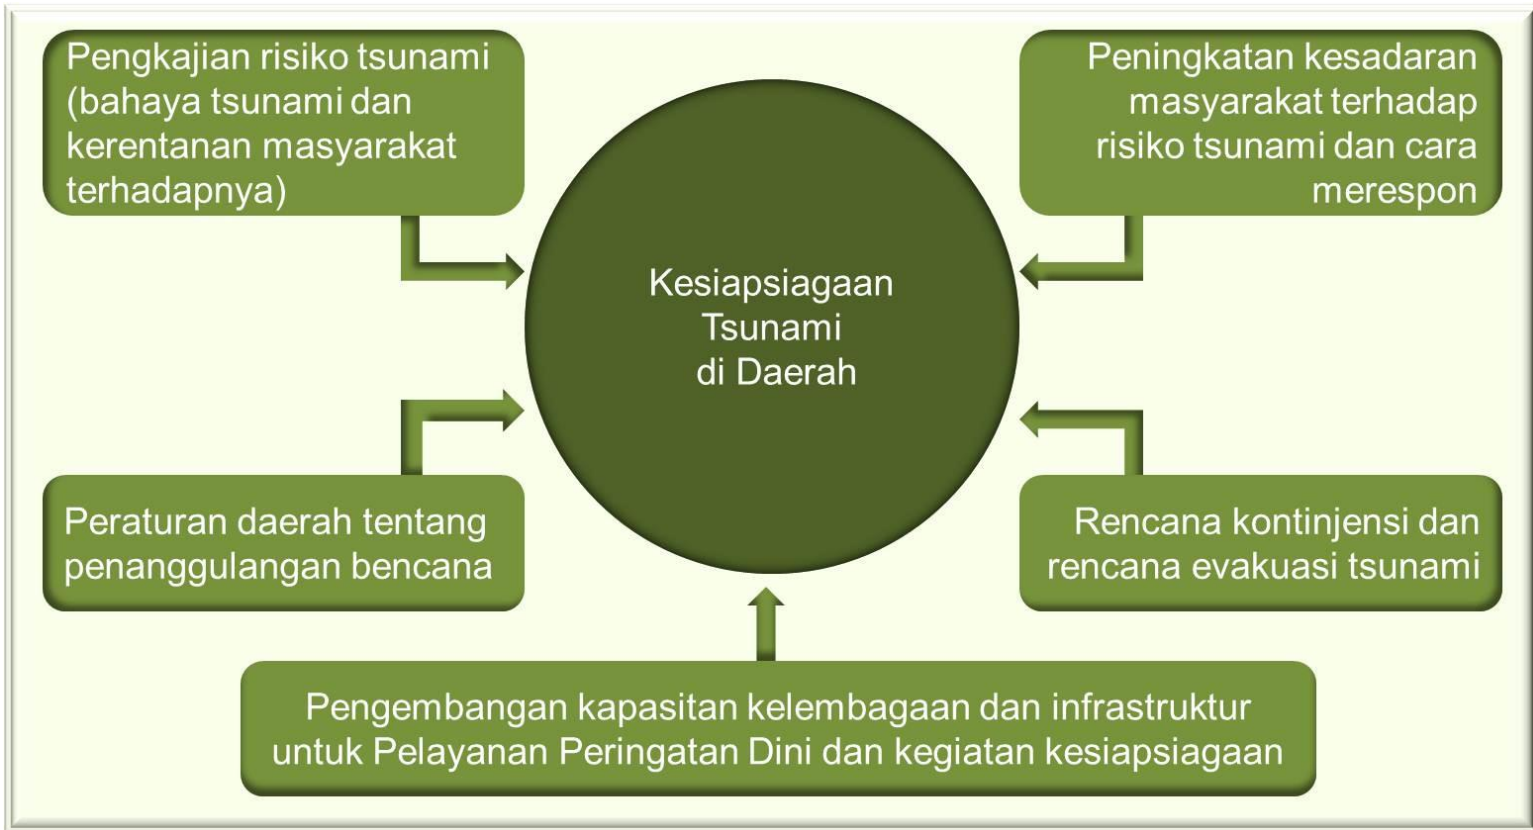 Pengkajian risiko tsunami
(bahaya tsunami dan
kerentanan masyarakat
terhadapnya)
Peningkatan kesadaran
masyarakat terhadap
risiko tsunami dan cara
merespon
Kesiapsiagaan
Tsunami
di Daerah
Peraturan daerah tentang
penanggulangan bencana
Rencana kontinjensi dan
rencana evakuasi tsunami
Pengembangan kapasitan kelembagaan dan infrastruktur
untuk Pelayanan Peringatan Dini dan kegiatan kesiapsiagaan